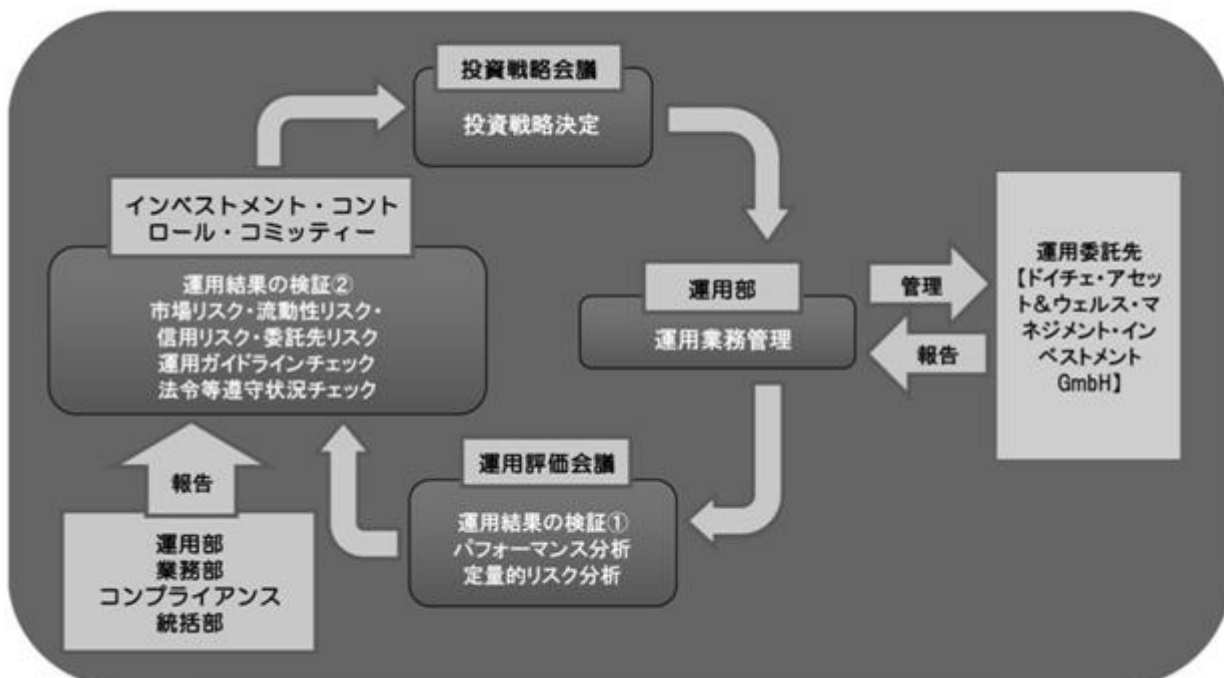 投資戦略会議
投資戦略決定
インベストメント・コント
ロール・コミッティー
運用結果の検証②
市場リスク・流動性リスク・
信用リスク・委託先リスク
運用ガイドラインチェック
法令等遵守状況チェック
運用部
運用業務管理
管理
報告
運用委託先
【ドイチェ・アセッ
ト&ウェルス・マ
ネジメント・イン
ベストメント
GmbH】
運用評価会議
運用結果の検証①
パフォーマンス分析
定量的リスク分析
報告
運用部
業務部
コンプライアンス
統括部